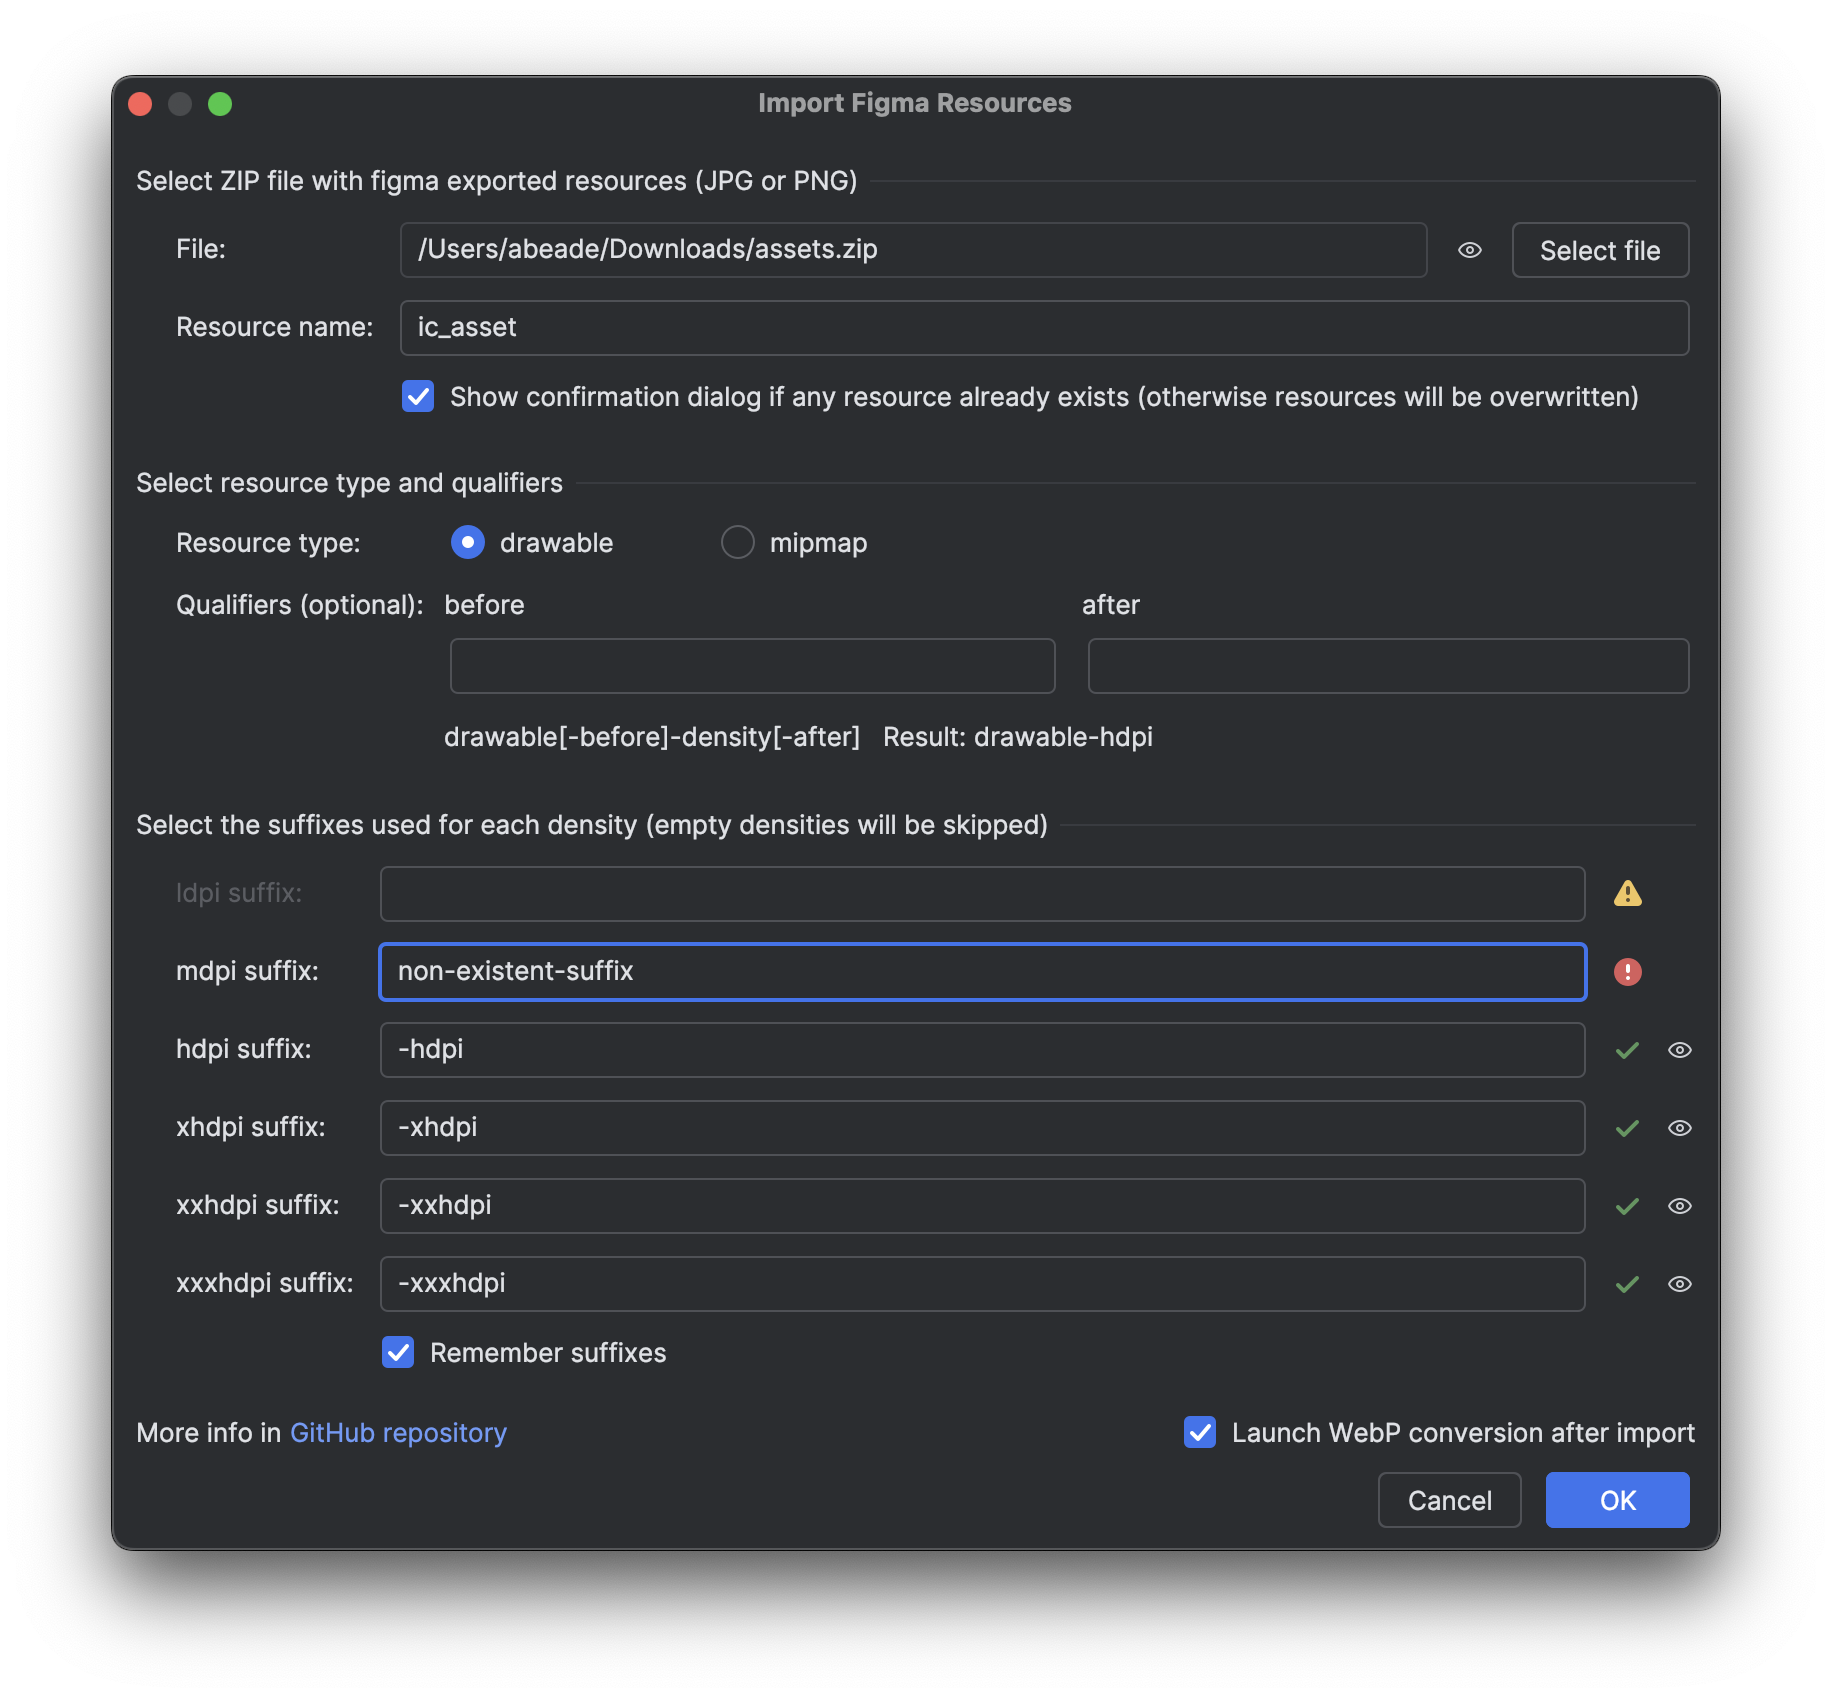 Import Figma Resources
Select ZIP file with figma exported resources (JPG or PNG)
File: /Users/abeade/Downloads/assets.zip Select file
Resource name: ic_asset
Show confirmation dialog if any resource already exists (otherwise resources will be overwritten)
Select resource type and qualifiers
Resource type: drawable mipmap
Qualifiers (optional): before after
drawable[-before]-density[-after] Result: drawable-hdpi
Select the suffixes used for each density (empty densities will be skipped)
ldpi suffix:
mdpi suffix: non-existent-suffix
hdpi suffix: -hdpi
xhdpi suffix: -xhdpi
xxhdpi suffix: -xxhdpi
xxxhdpi suffix: -xxxhdpi
Remember suffixes
More info in GitHub repository Launch WebP conversion after import
Cancel OK